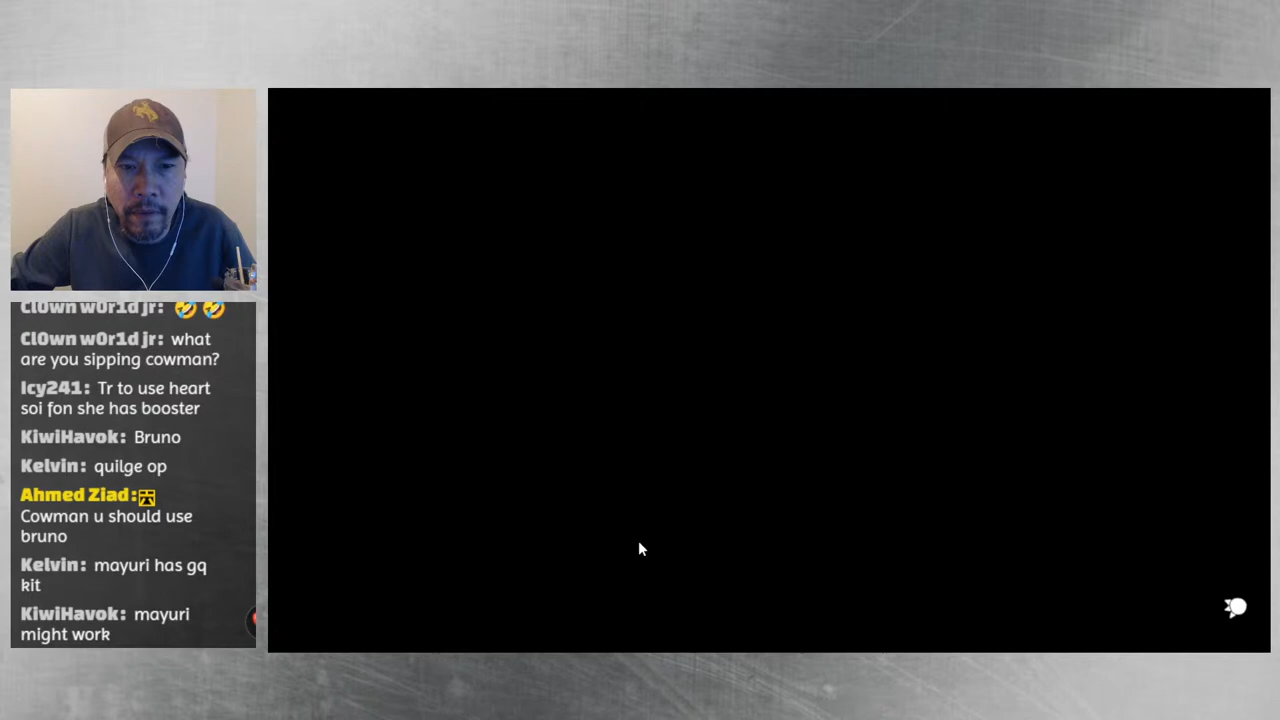 Cl0wn w0r1d jr: 🤣 🤣
Cl0wn w0r1d jr: what
are you sipping cowman?
Icy241: Tr to use heart
soi fon she has booster
KiwiHavok: Bruno
Kelvin: quilge op
Ahmed Ziad:
Cowman u should use
bruno
Kelvin: mayuri has gq
kit
KiwiHavok: mayuri
might work